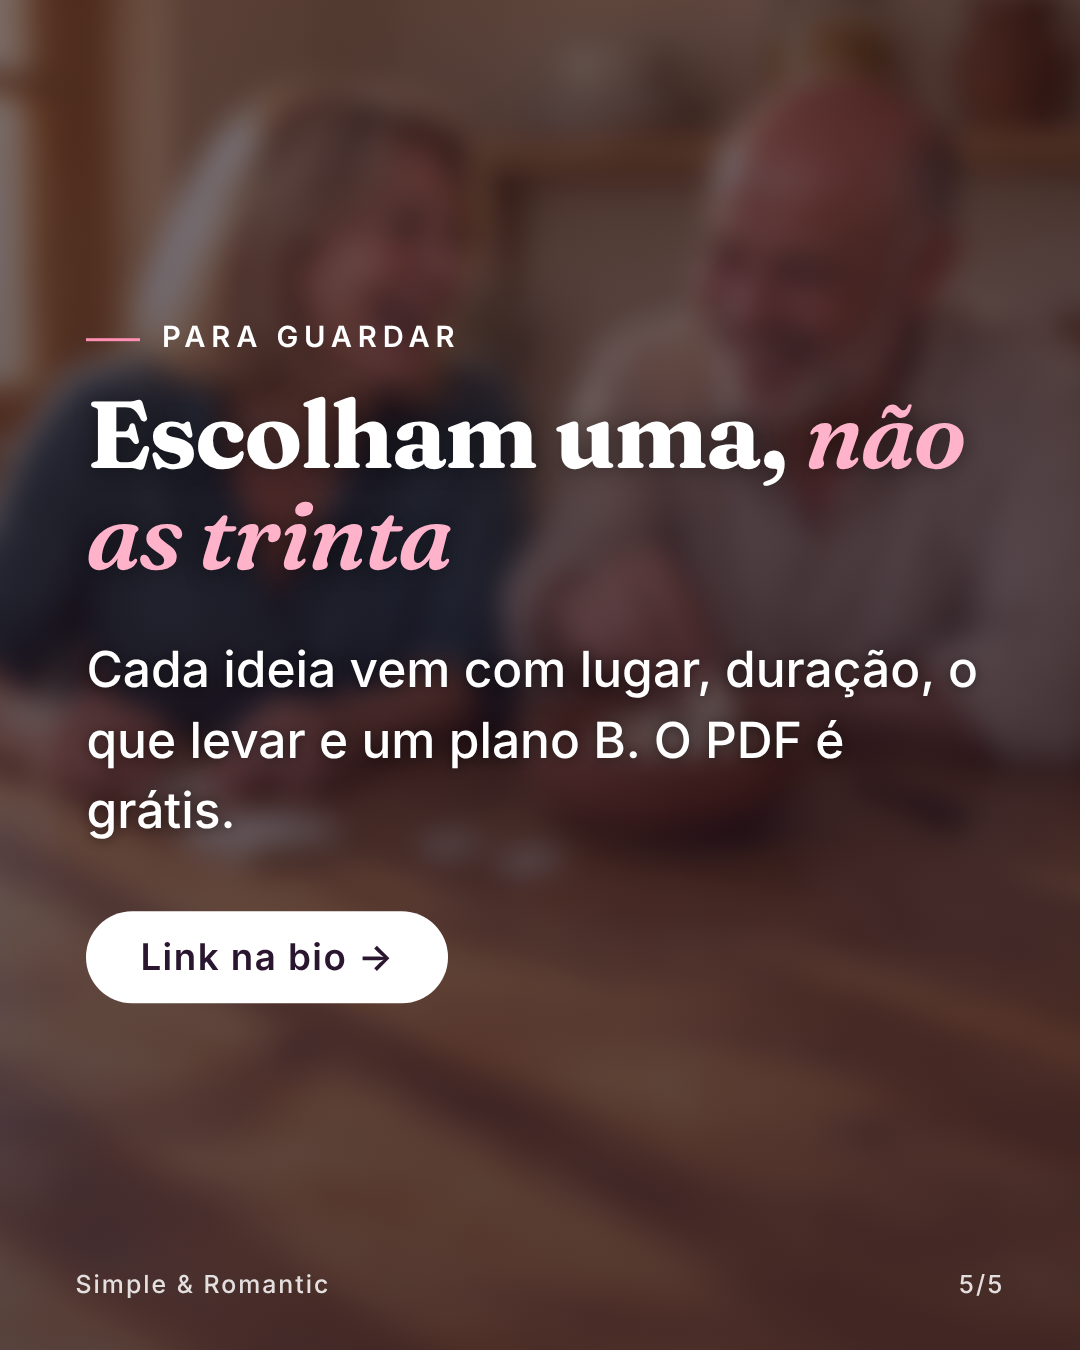 PARA GUARDAR
Escolham uma, não
as trinta
Cada ideia vem com lugar, duração, o
que levar e um plano B. O PDF é
grátis.
Link na bio →
Simple & Romantic
5/5